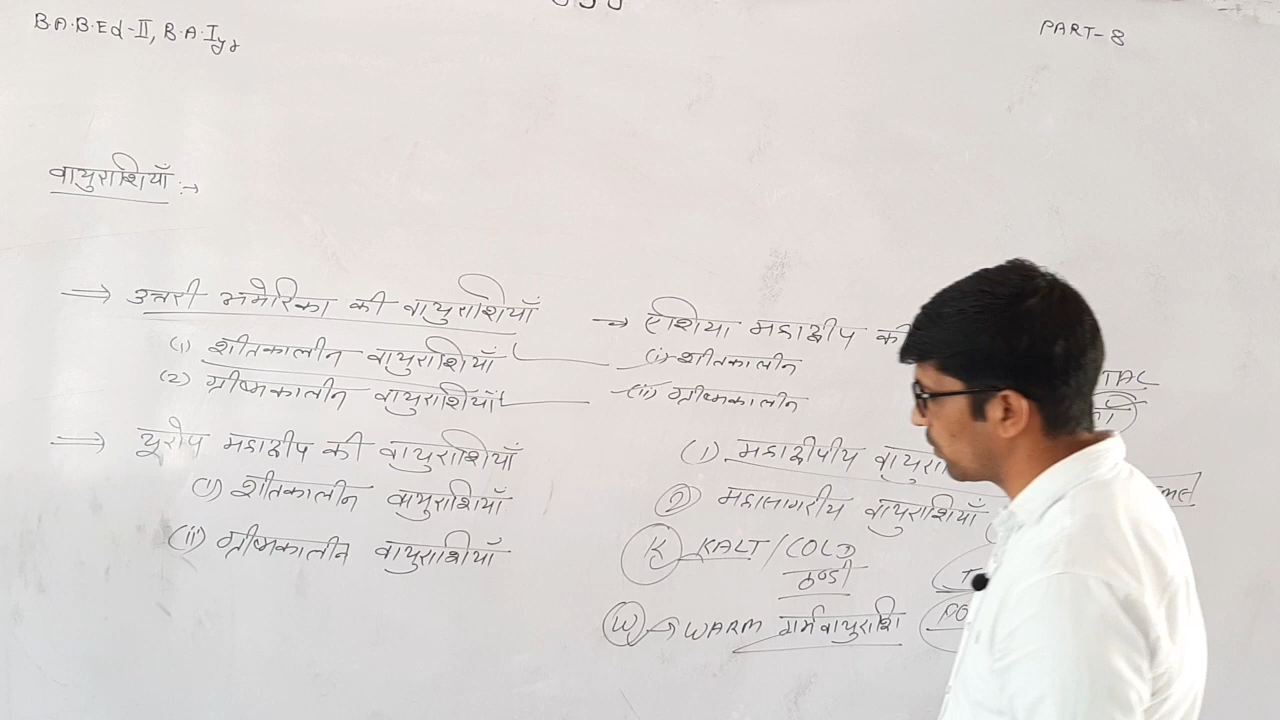 B.A.B.Ed-II, B.A.I yr
PART-8
वायुराशियाँ :→
⇒ उत्तरी अमेरिका की वायुराशियाँ
(1) शीतकालीन वायुराशियाँ
(2) ग्रीष्मकालीन वायुराशियाँ
⇒ यूरोप महाद्वीप की वायुराशियाँ
(i) शीतकालीन वायुराशियाँ
(ii) ग्रीष्मकालीन वायुराशियाँ
→ एशिया महाद्वीप की
(i) शीतकालीन
(ii) ग्रीष्मकालीन
(1) महाद्वीपीय
(2) महासागरीय वायुराशियाँ
K KALT/COLD
ठण्डी
W → WARM गर्म वायुराशि